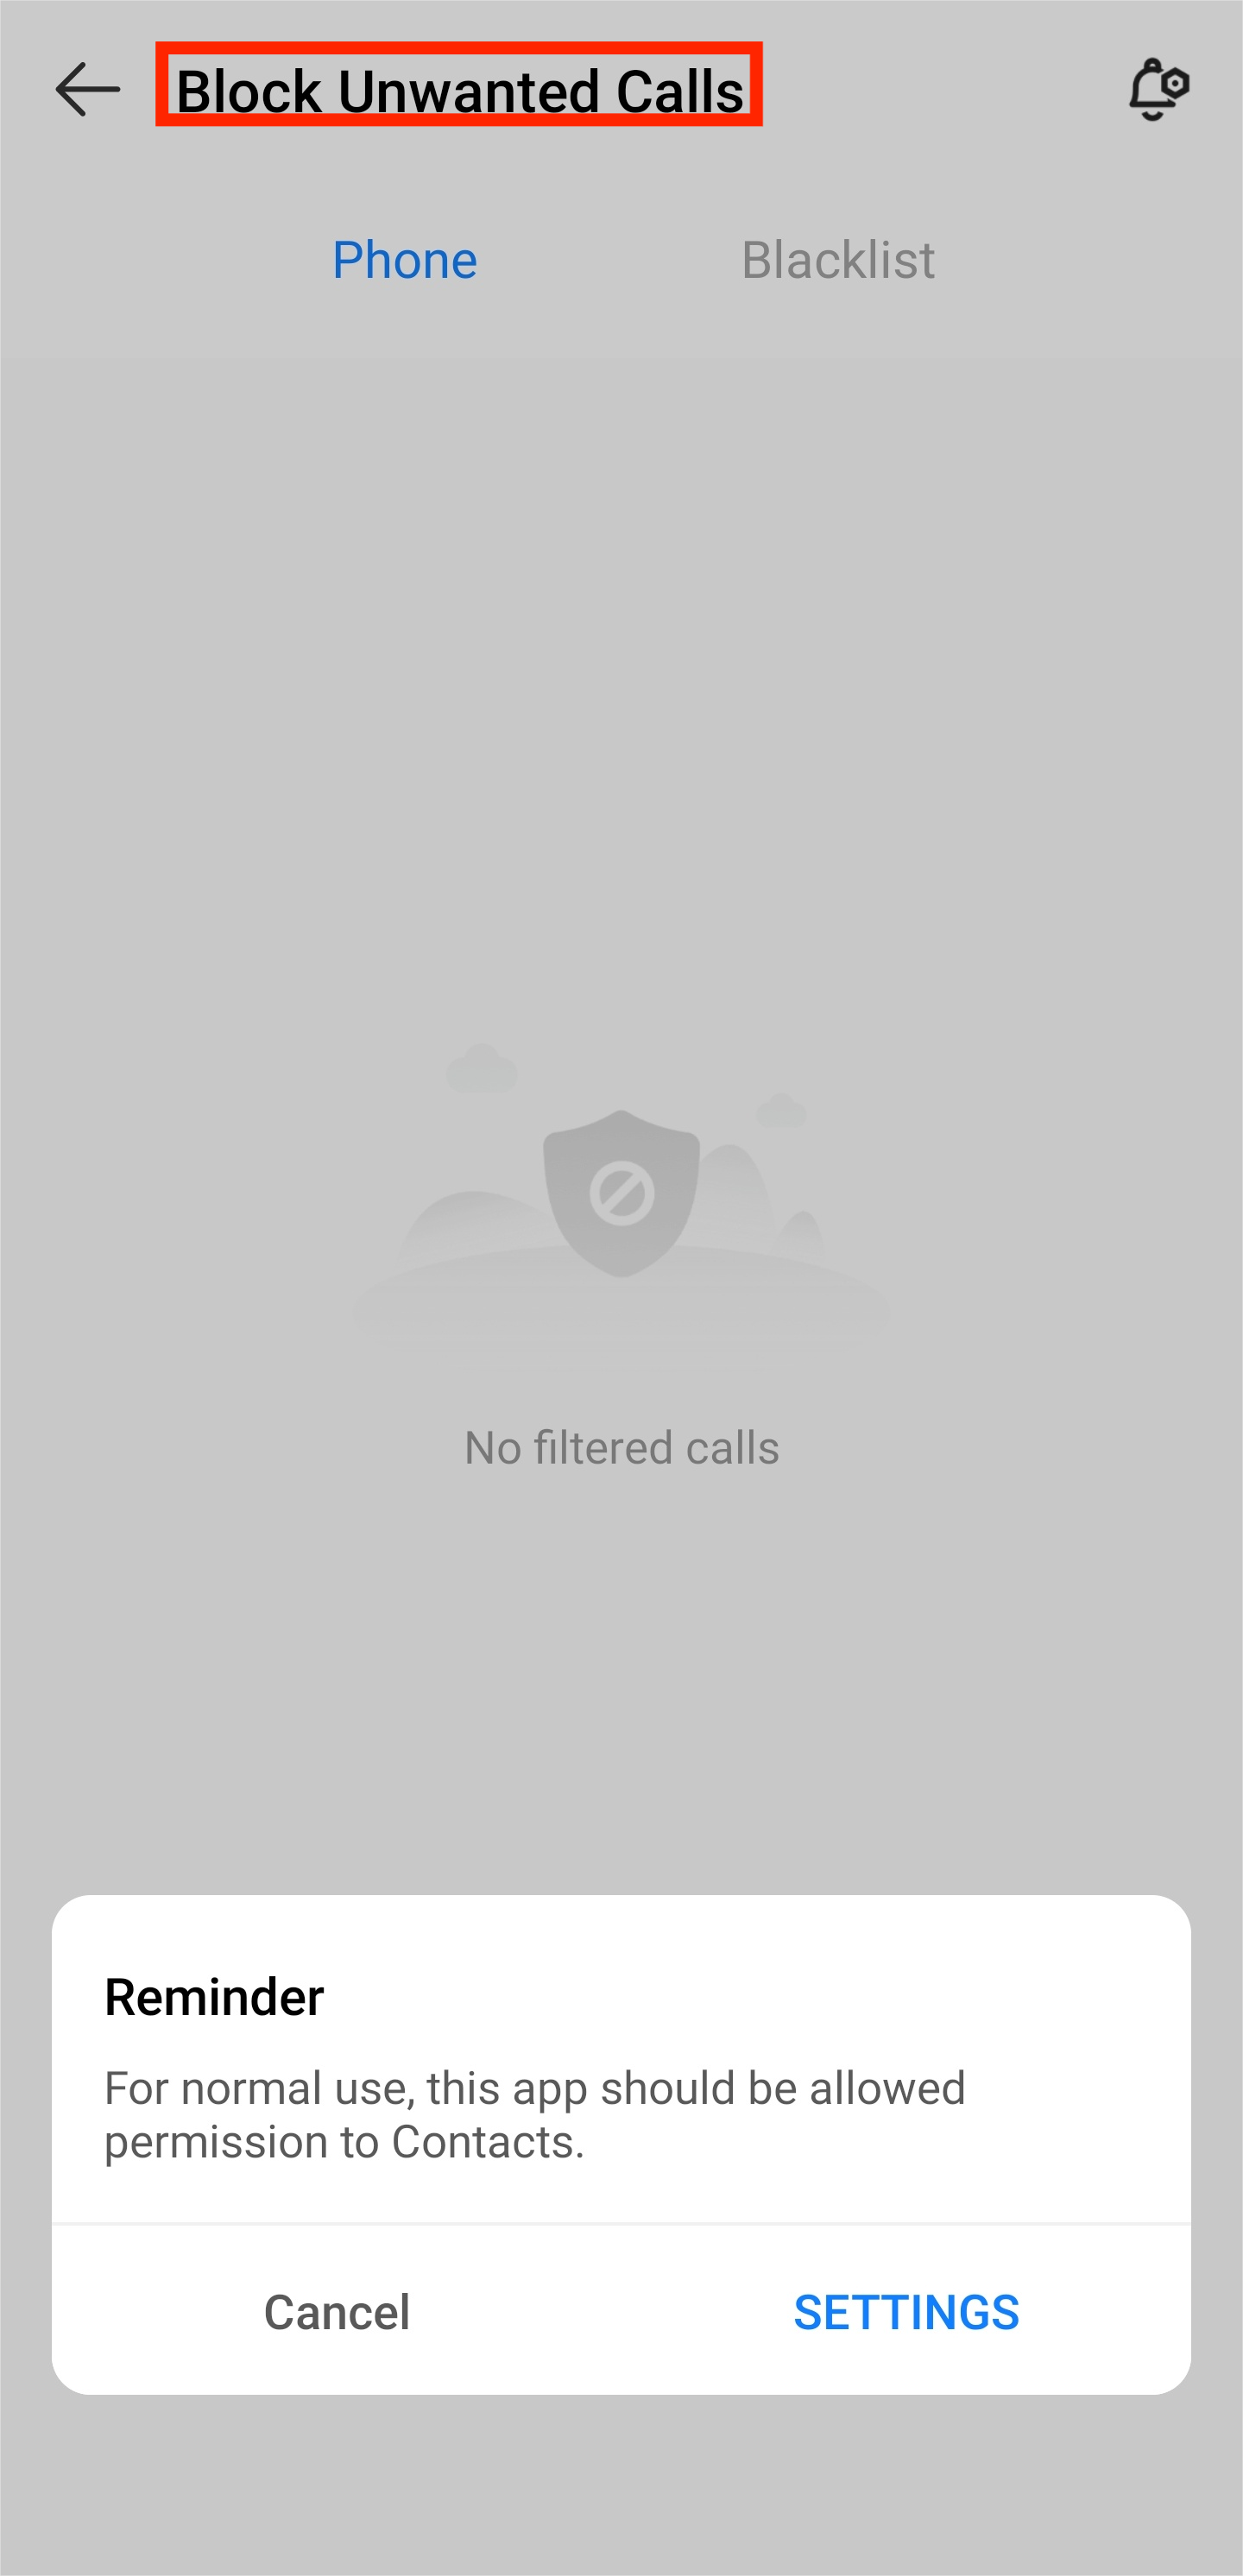 Block Unwanted Calls
Phone Blacklist
No filtered calls
Reminder
For normal use, this app should be allowed
permission to Contacts.
Cancel SETTINGS